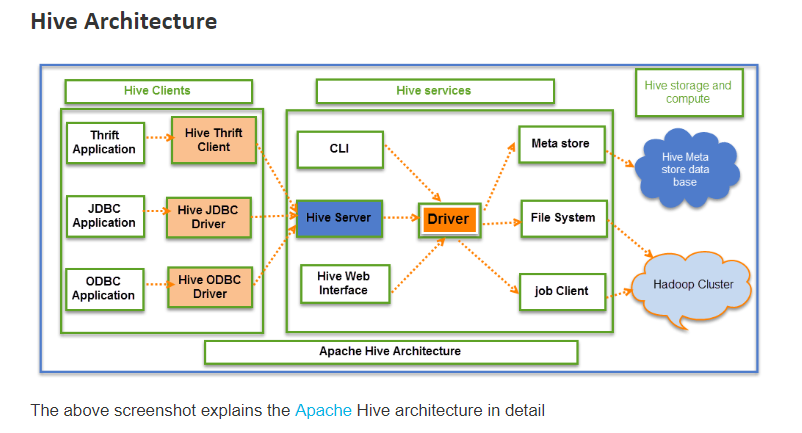 Hive Architecture
Hive Clients
Hive services
Hive storage and
compute
Thrift
Application
Hive Thrift
Client
JDBC
Application
Hive JDBC
Driver
ODBC
Application
Hive ODBC
Driver
CLI
Hive Server
Hive Web
Interface
Driver
Meta store
File System
job Client
Hive Meta
store data
base
Hadoop Cluster
Apache Hive Architecture
The above screenshot explains the Apache Hive architecture in detail